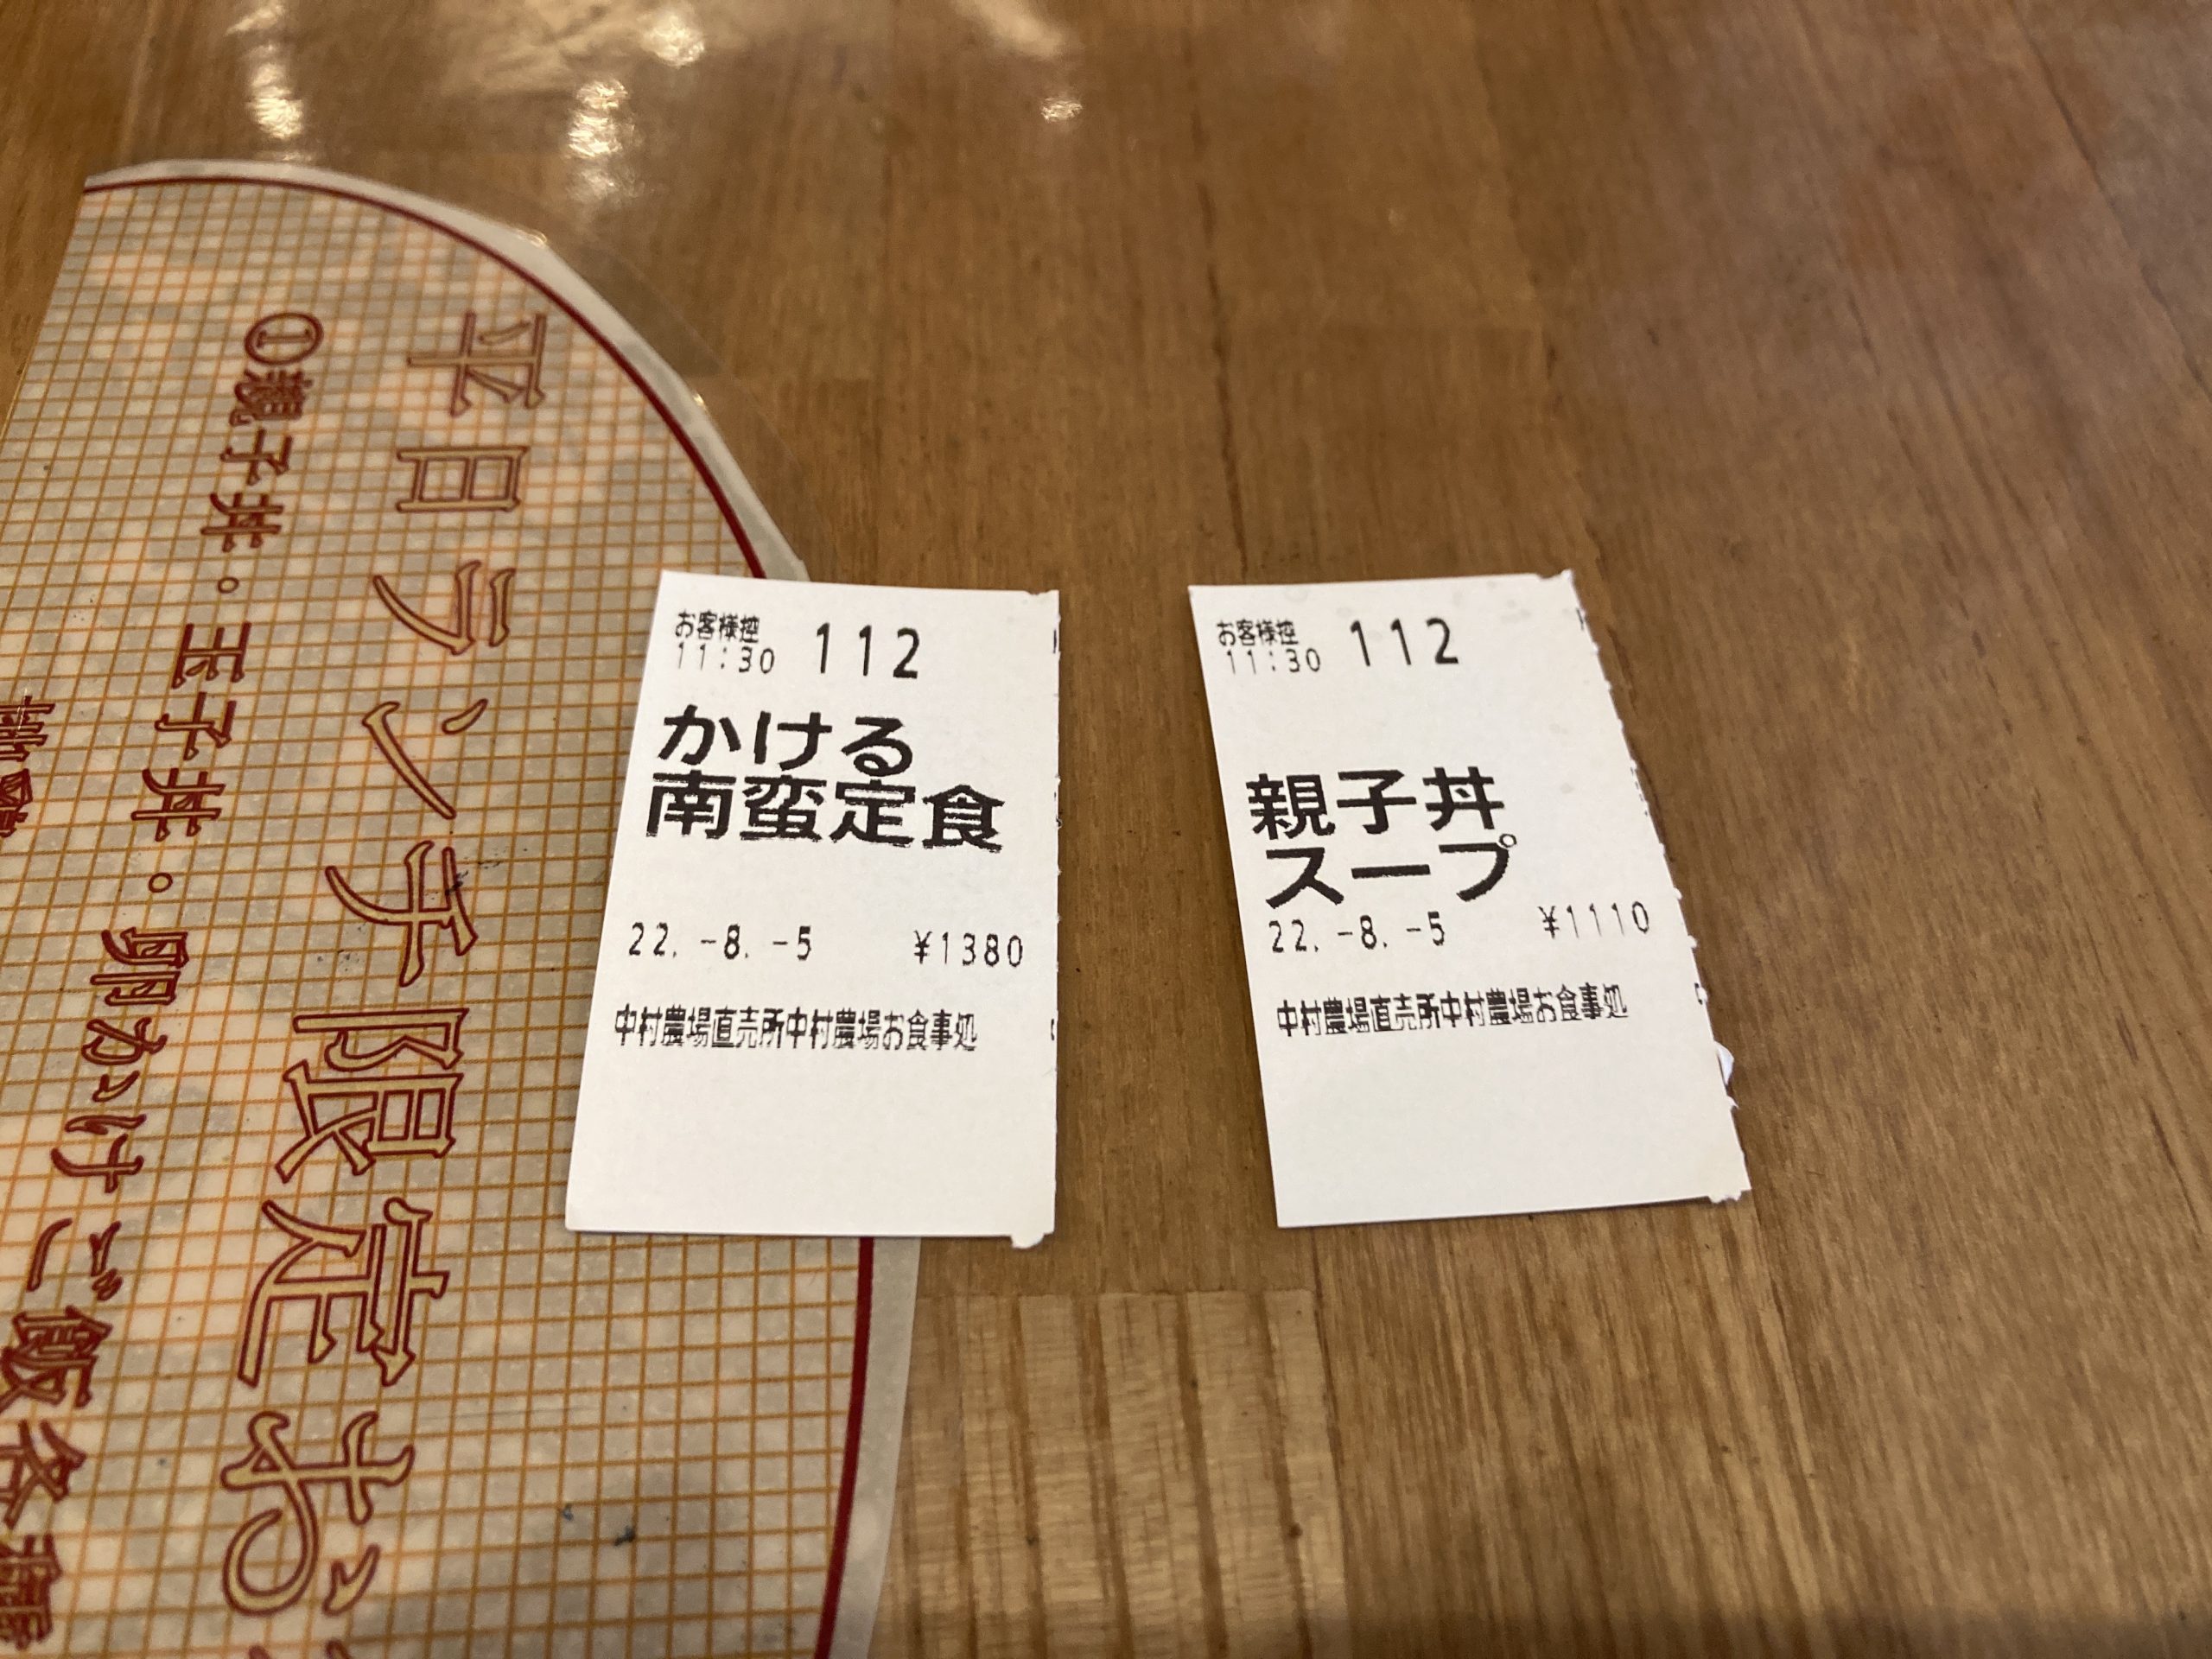 平日ランチ限定お
①親子丼・玉子丼・卵かけご飯各種
お客様控
11:30 112
かける
南蛮定食
22. -8. -5 ¥1380
中村農場直売所中村農場お食事処
お客様控
11:30 112
親子丼
スープ
22. -8. -5 ¥1110
中村農場直売所中村農場お食事処